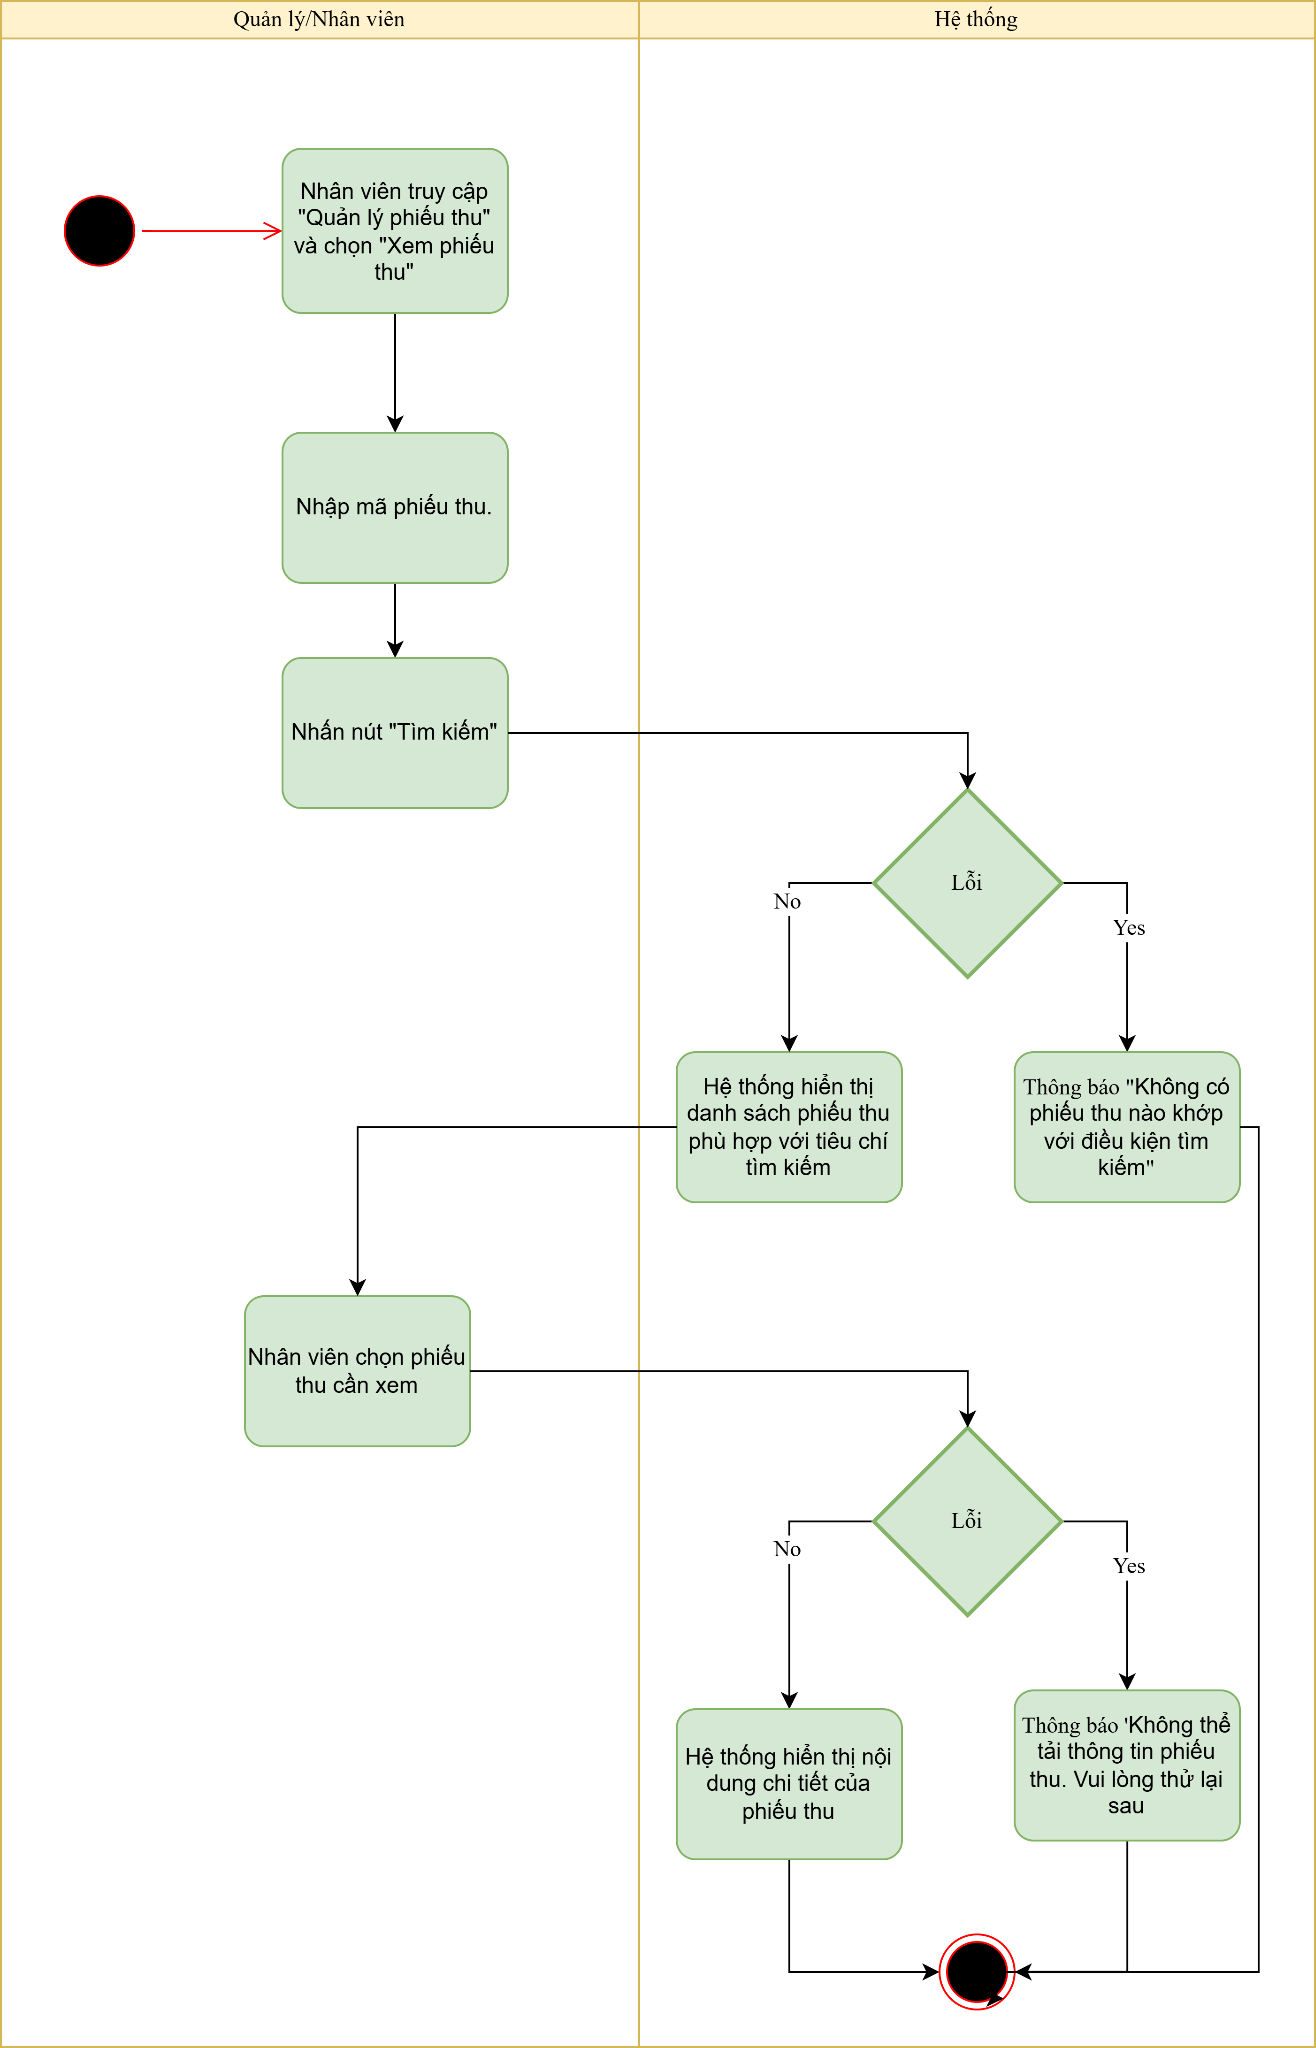 Quản lý/Nhân viên
Hệ thống
Nhân viên truy cập
"Quản lý phiếu thu"
và chọn "Xem phiếu
thu"
Nhập mã phiếu thu.
Nhấn nút "Tìm kiếm"
Lỗi
No
Yes
Hệ thống hiển thị
danh sách phiếu thu
phù hợp với tiêu chí
tìm kiếm
Thông báo "Không có
phiếu thu nào khớp
với điều kiện tìm
kiếm"
Nhân viên chọn phiếu
thu cần xem
Lỗi
No
Yes
Hệ thống hiển thị nội
dung chi tiết của
phiếu thu
Thông báo 'Không thể
tải thông tin phiếu
thu. Vui lòng thử lại
sau